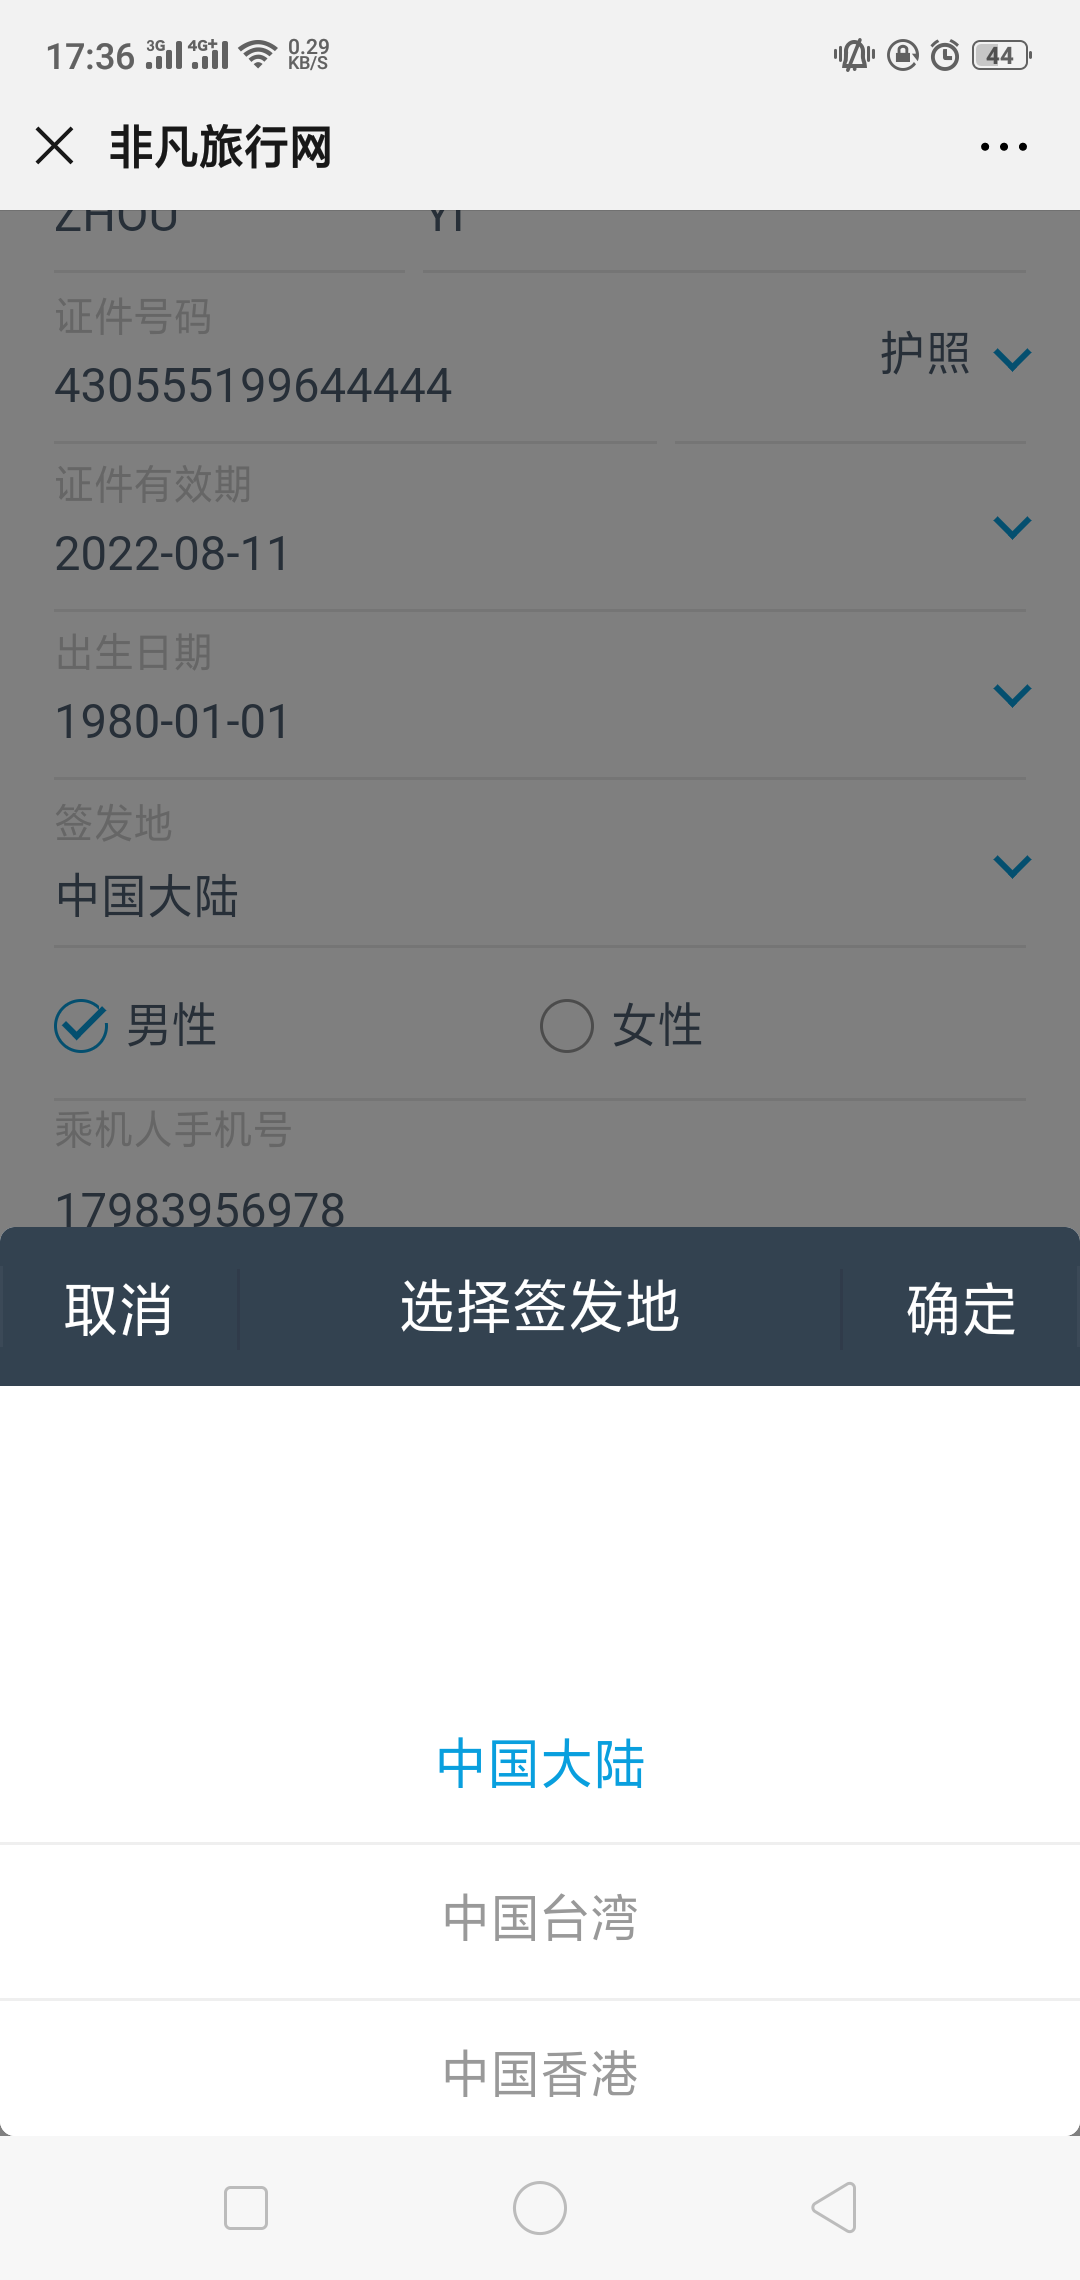 17:36 3G 4G+ 0.29 KB/S 44
非凡旅行网
ZHOU YI
证件号码
430555199644444 护照
证件有效期
2022-08-11
出生日期
1980-01-01
签发地
中国大陆
男性 女性
乘机人手机号
17983956978
取消 选择签发地 确定
中国大陆
中国台湾
中国香港